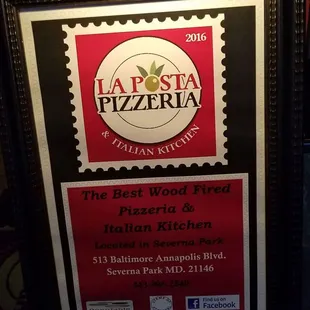 2016
LA POSTA
PIZZERIA
& ITALIAN KITCHEN
The Best Wood Fired
Pizzeria &
Italian Kitchen
Located in Severna Park
513 Baltimore Annapolis Blvd.
Severna Park MD. 21146
Find us on
Facebook